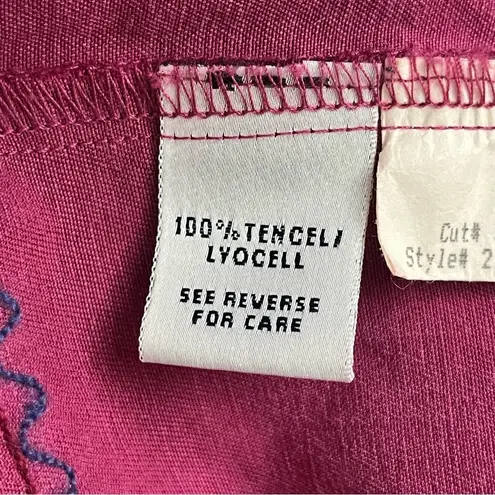 100% TENCEL/
LYOCELL
SEE REVERSE
FOR CARE
Cut#
Style# 2